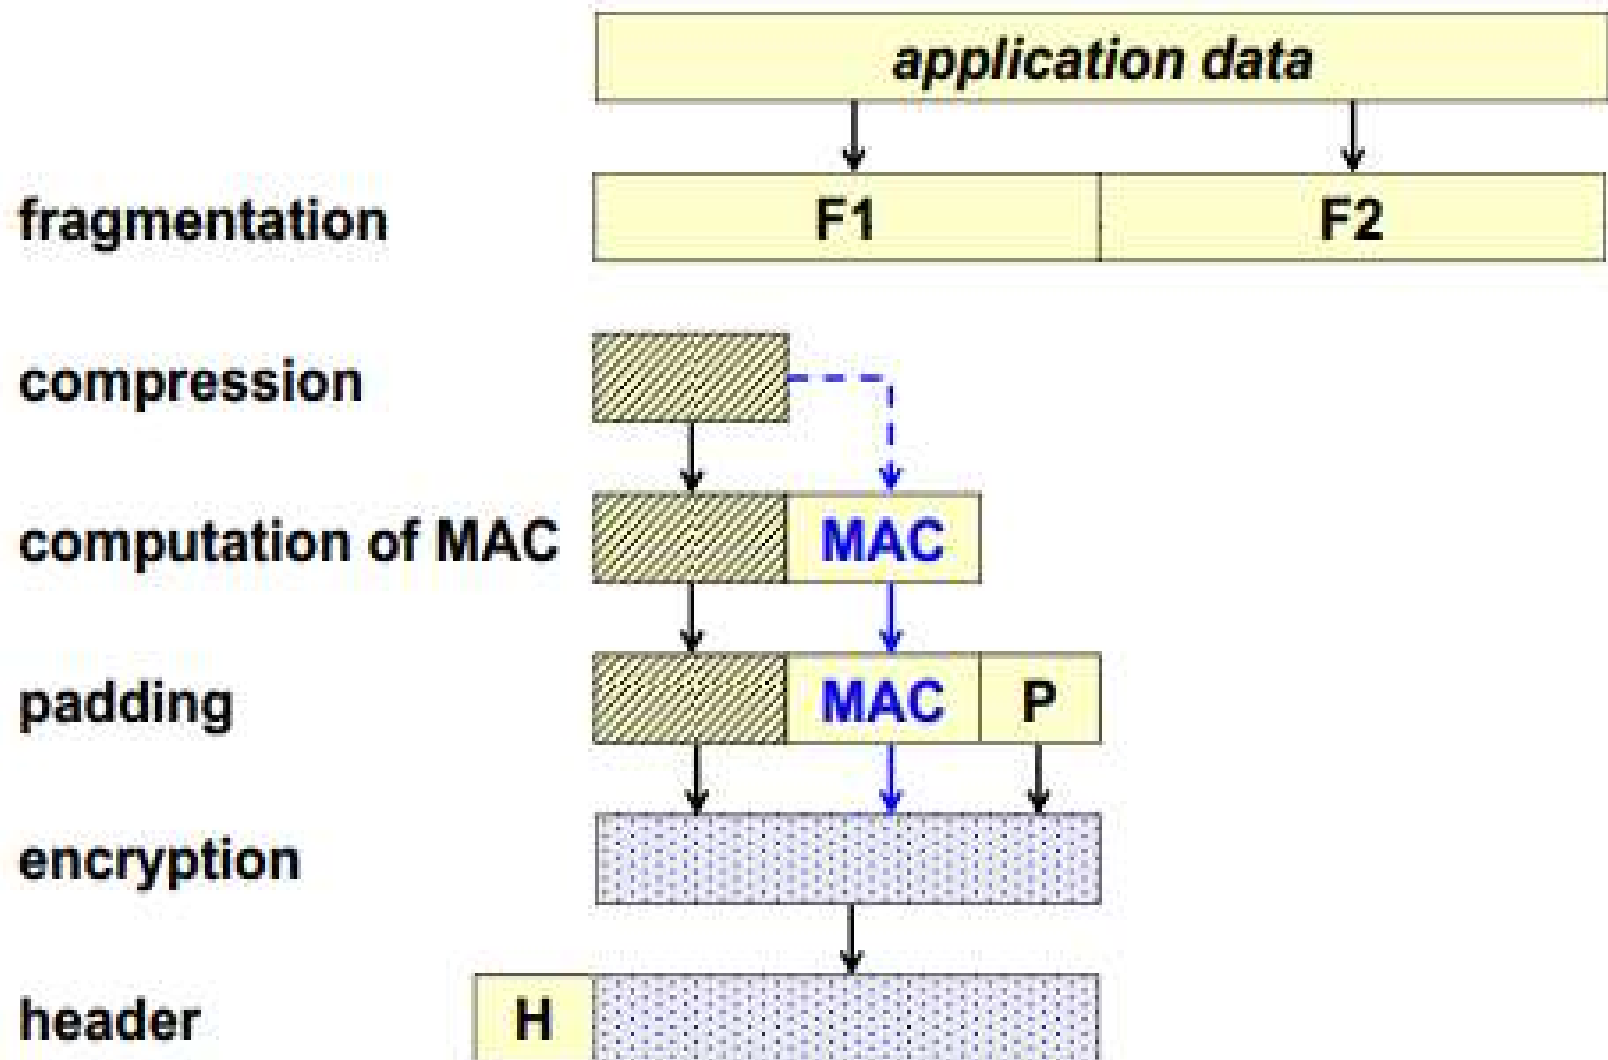 application data
fragmentation F1 F2
compression
computation of MAC MAC
padding MAC P
encryption
header H